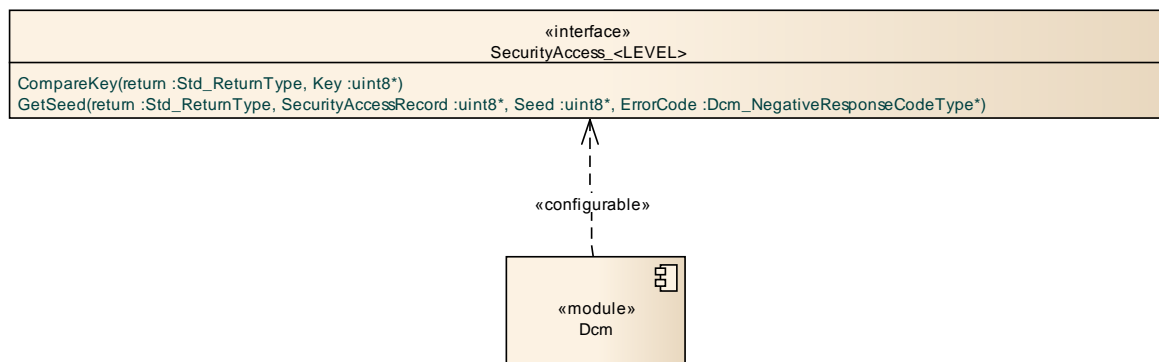 «interface»
SecurityAccess_<LEVEL>
CompareKey(return :Std_ReturnType, Key :uint8*)
GetSeed(return :Std_ReturnType, SecurityAccessRecord :uint8*, Seed :uint8*, ErrorCode :Dcm_NegativeResponseCodeType*)
«configurable»
«module»
Dcm